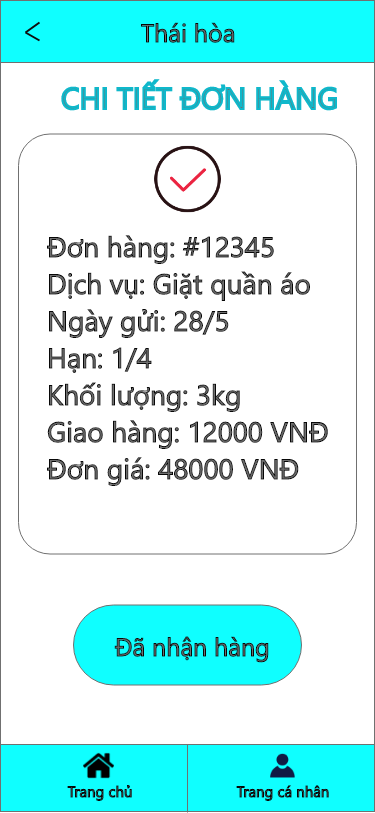 Thái hòa
CHI TIẾT ĐƠN HÀNG
Đơn hàng: #12345
Dịch vụ: Giặt quần áo
Ngày gửi: 28/5
Hạn: 1/4
Khối lượng: 3kg
Giao hàng: 12000 VNĐ
Đơn giá: 48000 VNĐ
Đã nhận hàng
Trang chủ
Trang cá nhân